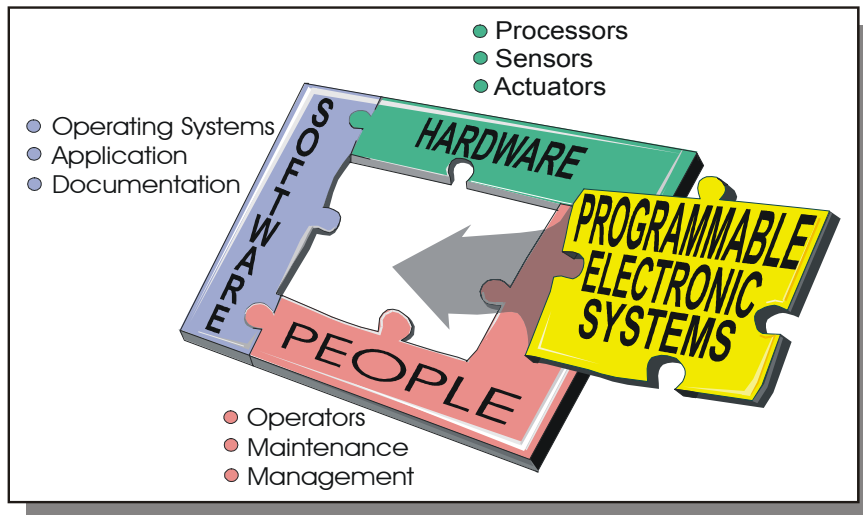 Processors
Sensors
Actuators
Operating Systems
Application
Documentation
SOFTWARE
HARDWARE
PROGRAMMABLE
ELECTRONIC
SYSTEMS
PEOPLE
Operators
Maintenance
Management